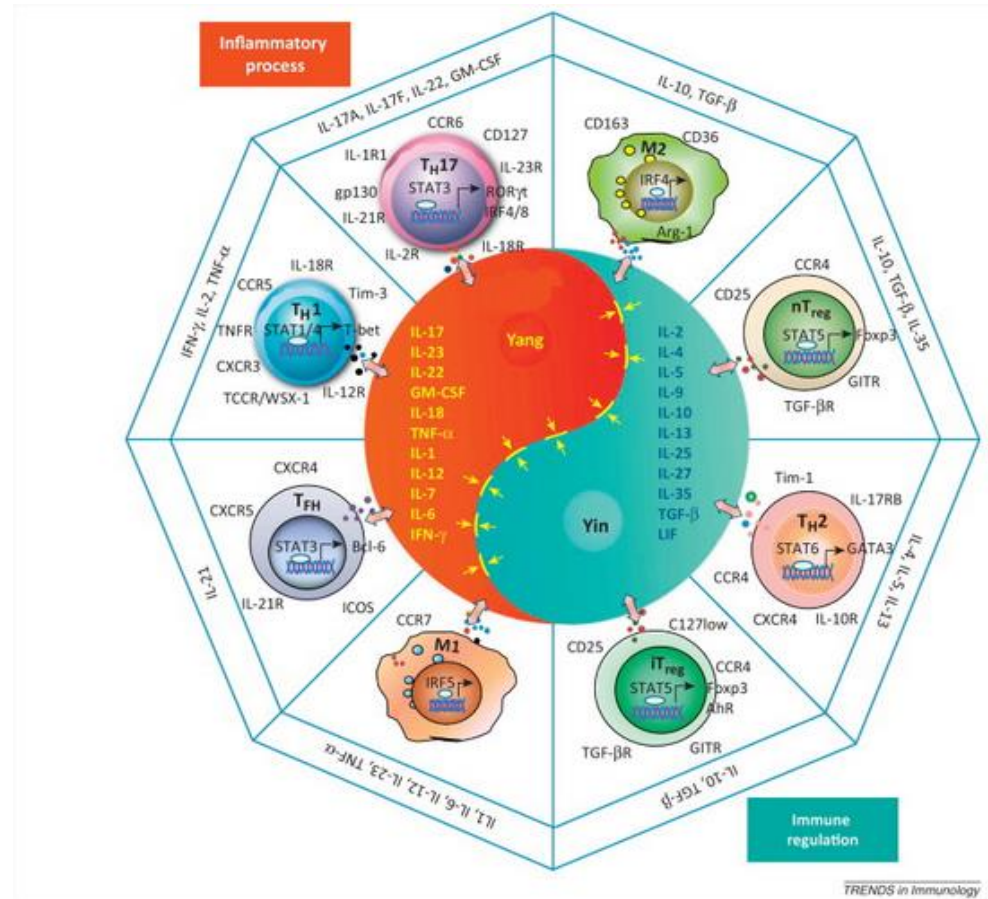 Inflammatory
process
IL-17A, IL-17F, IL-22, GM-CSF
IL-10, TGF-β
CCR6
CD127
IL-1R1
IL-23R
T_H17
STAT3
gp130
RORγt
IRF4/8
IL-21R
IL-2R
IL-18R
CD163
CD36
M2
IRF4
Arg-1
IFN-γ, IL-2, TNF-α
IL-18R
CCR5
Tim-3
T_H1
TNFR
STAT1/4
T-bet
CXCR3
TCCR/WSX-1
IL-12R
IL-10, TGF-β, IL-35
CCR4
CD25
nT_reg
STAT5
Foxp3
GITR
TGF-βR
Yang
IL-17
IL-23
IL-22
GM-CSF
IL-18
TNF-α
IL-1
IL-12
IL-7
IL-6
IFN-γ
IL-2
IL-4
IL-5
IL-9
IL-10
IL-13
IL-25
IL-27
IL-35
TGF-β
LIF
Yin
IL-21
CXCR4
CXCR5
T_FH
STAT3
Bcl-6
IL-21R
ICOS
IL-4, IL-5, IL-13
Tim-1
IL-17RB
T_H2
STAT6
GATA3
CCR4
CXCR4
IL-10R
IL1, IL-6, IL-12, IL-23, TNF-α
CCR7
M1
IRF5
IL-10, TGF-β
C127low
CD25
iT_reg
CCR4
STAT5
Foxp3
AhR
TGF-βR
GITR
Immune
regulation
TRENDS in Immunology